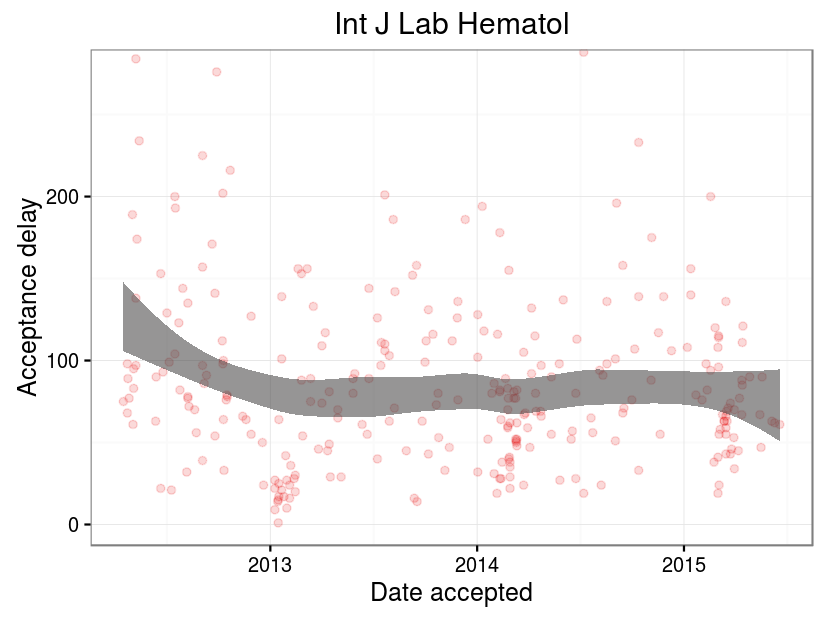 Int J Lab Hematol
Acceptance delay
200
100
0
2013 2014 2015
Date accepted